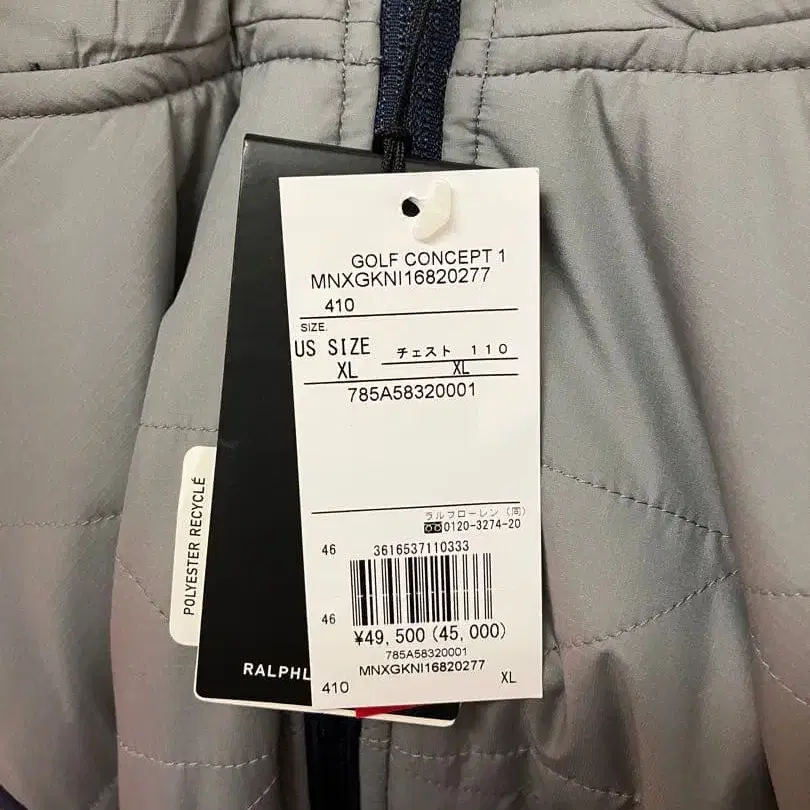 GOLF CONCEPT 1
MNXGKNI16820277
410
SIZE.
US SIZE
XL
チェスト 110
XL
785A58320001
ラルフローレン (同)
0120-3274-20
46
3616537110333
46
¥49,500 (45,000)
785A58320001
MNXGKNI16820277
410
XL
POLYESTER RECYCLÉ
RALPHL